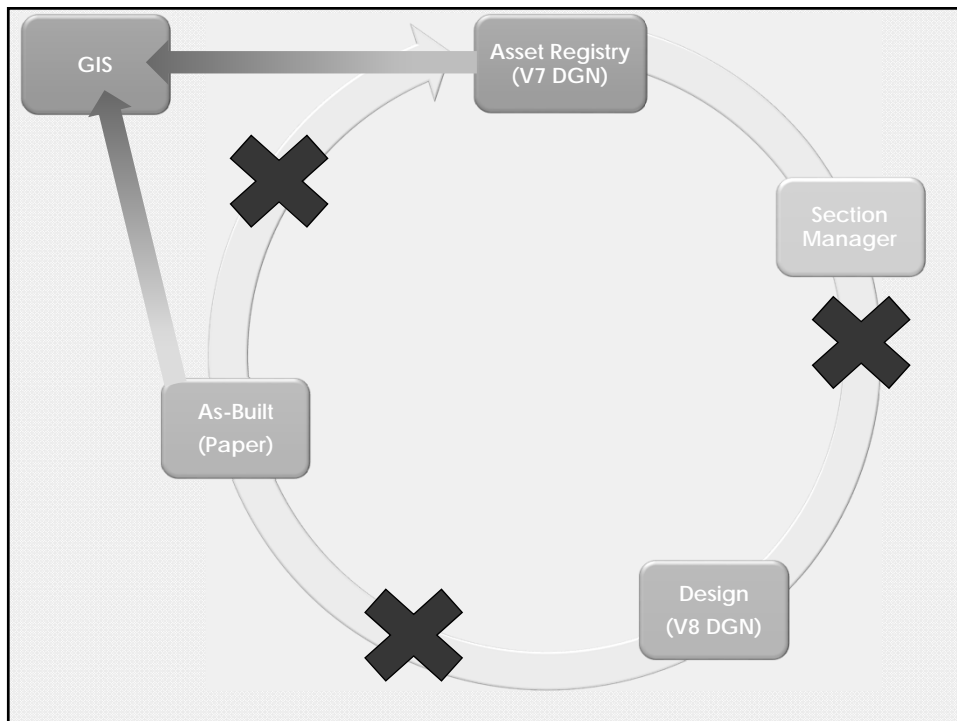 GIS
Asset Registry
(V7 DGN)
Section
Manager
As-Built
(Paper)
Design
(V8 DGN)